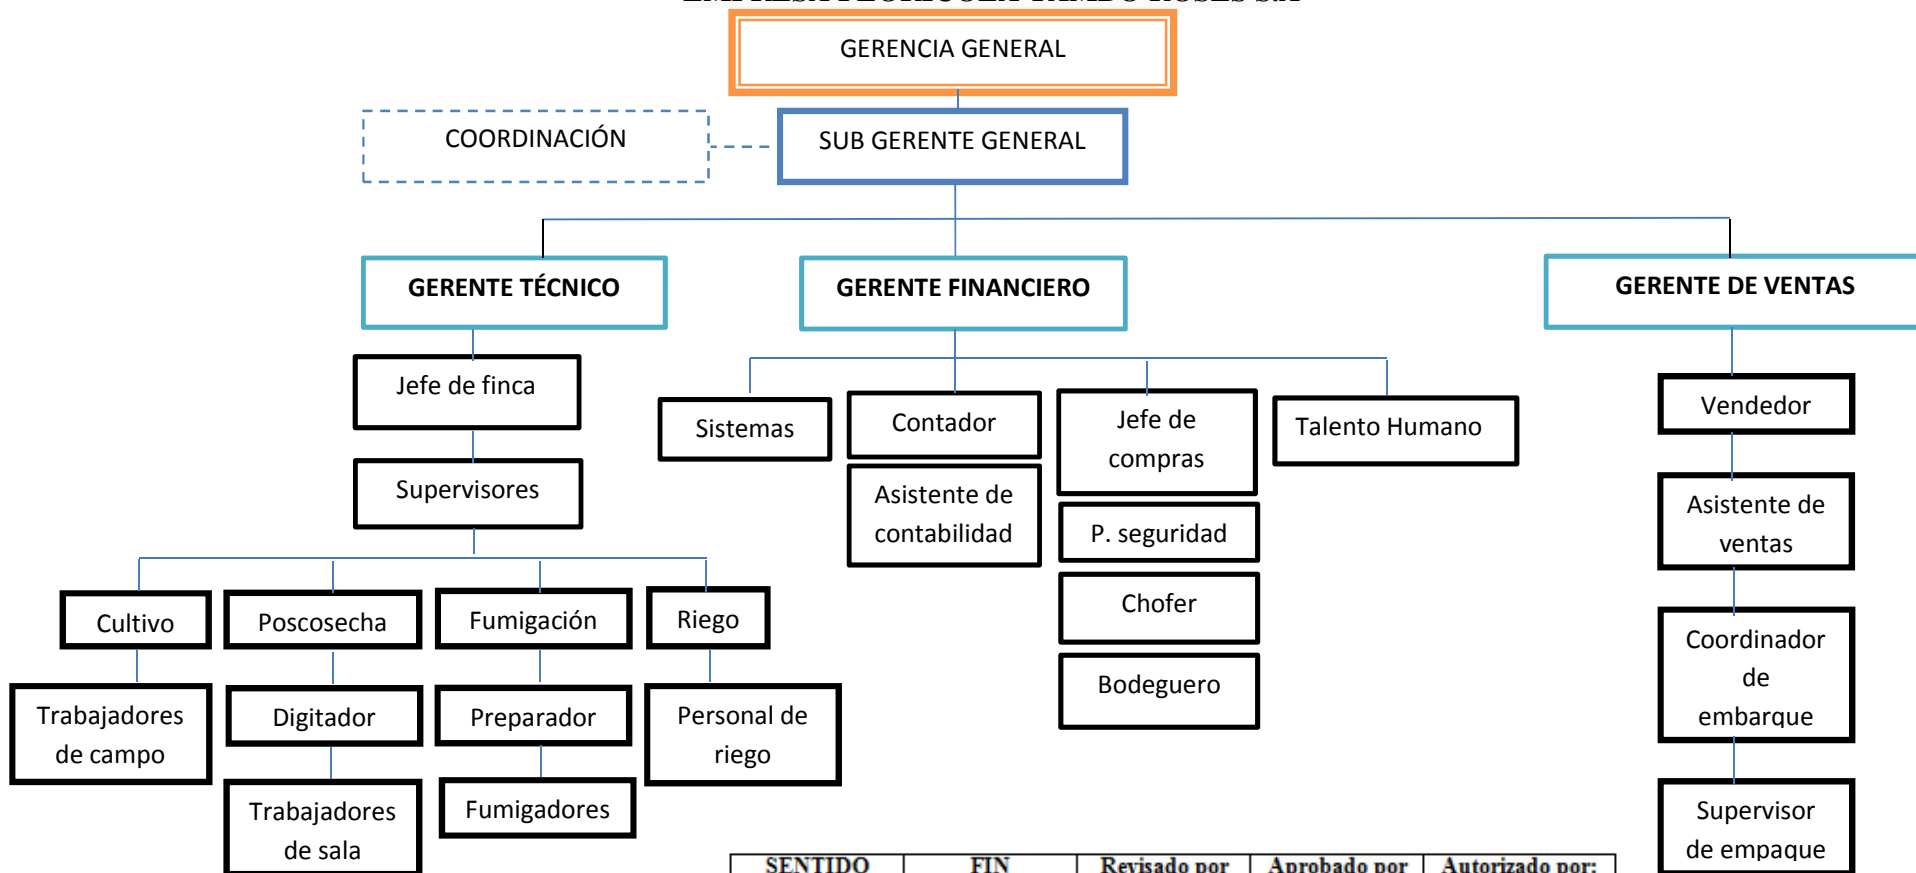 GERENCIA GENERAL
COORDINACIÓN
SUB GERENTE GENERAL
GERENTE TÉCNICO
GERENTE FINANCIERO
GERENTE DE VENTAS
Jefe de finca
Supervisores
Sistemas
Contador
Asistente de
contabilidad
Jefe de
compras
P. seguridad
Chofer
Bodeguero
Talento Humano
Vendedor
Asistente de
ventas
Coordinador
de
embarque
Supervisor
de empaque
Cultivo
Trabajadores
de campo
Poscosecha
Digitador
Trabajadores
de sala
Fumigación
Preparador
Fumigadores
Riego
Personal de
riego
SENTIDO FIN Revisado por Aprobado por Autorizado por: